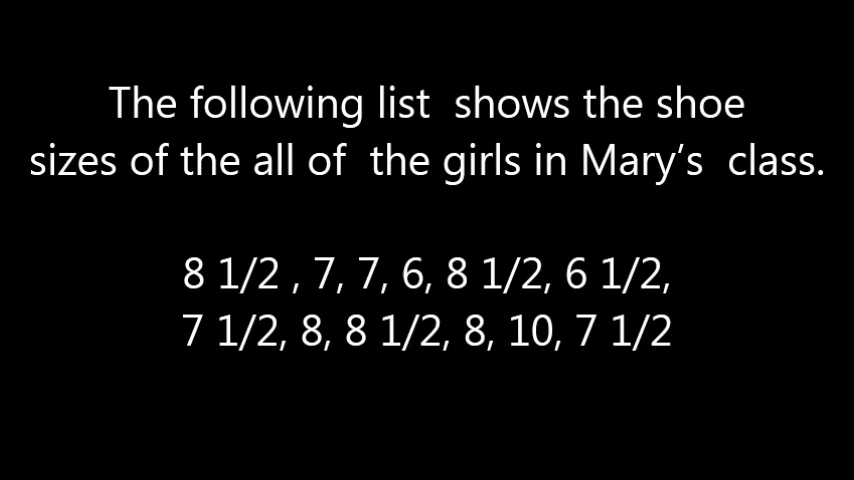 The following list  shows the shoe
sizes of the all of  the girls in Mary’s  class.
8 1/2 , 7, 7, 6, 8 1/2, 6 1/2,
7 1/2, 8, 8 1/2, 8, 10, 7 1/2